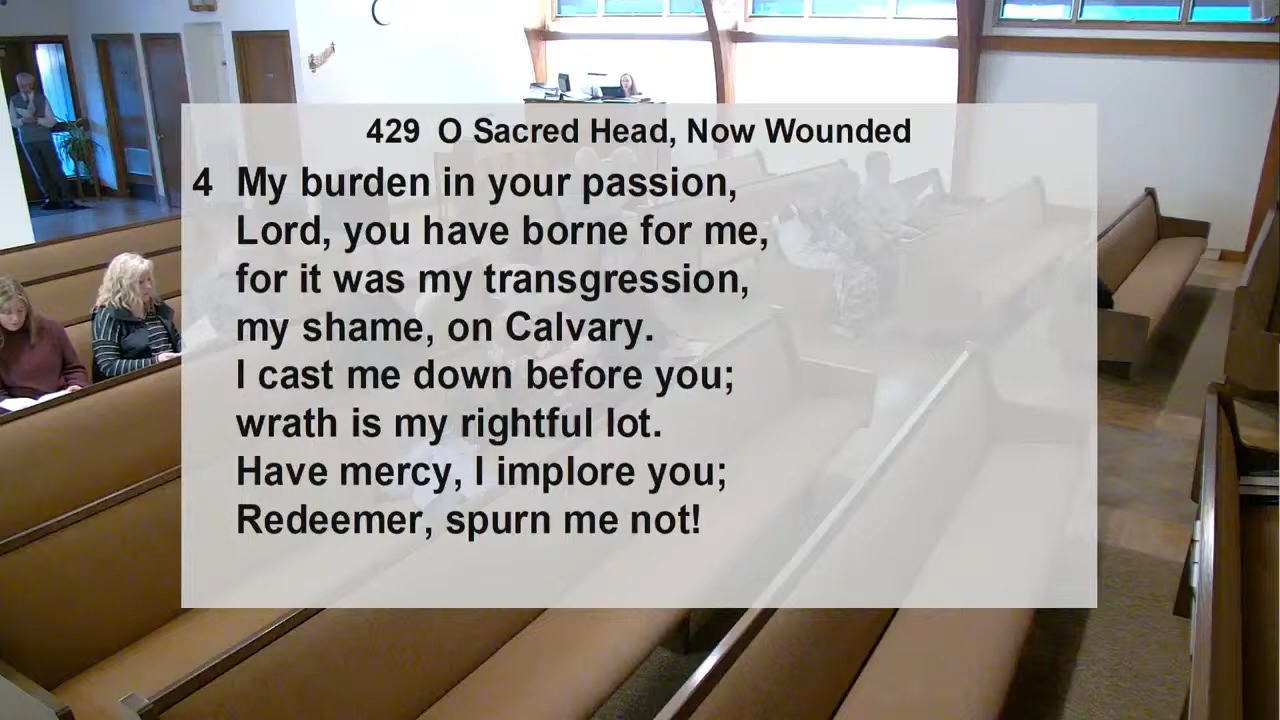 429 O Sacred Head, Now Wounded
4 My burden in your passion,
Lord, you have borne for me,
for it was my transgression,
my shame, on Calvary.
I cast me down before you;
wrath is my rightful lot.
Have mercy, I implore you;
Redeemer, spurn me not!